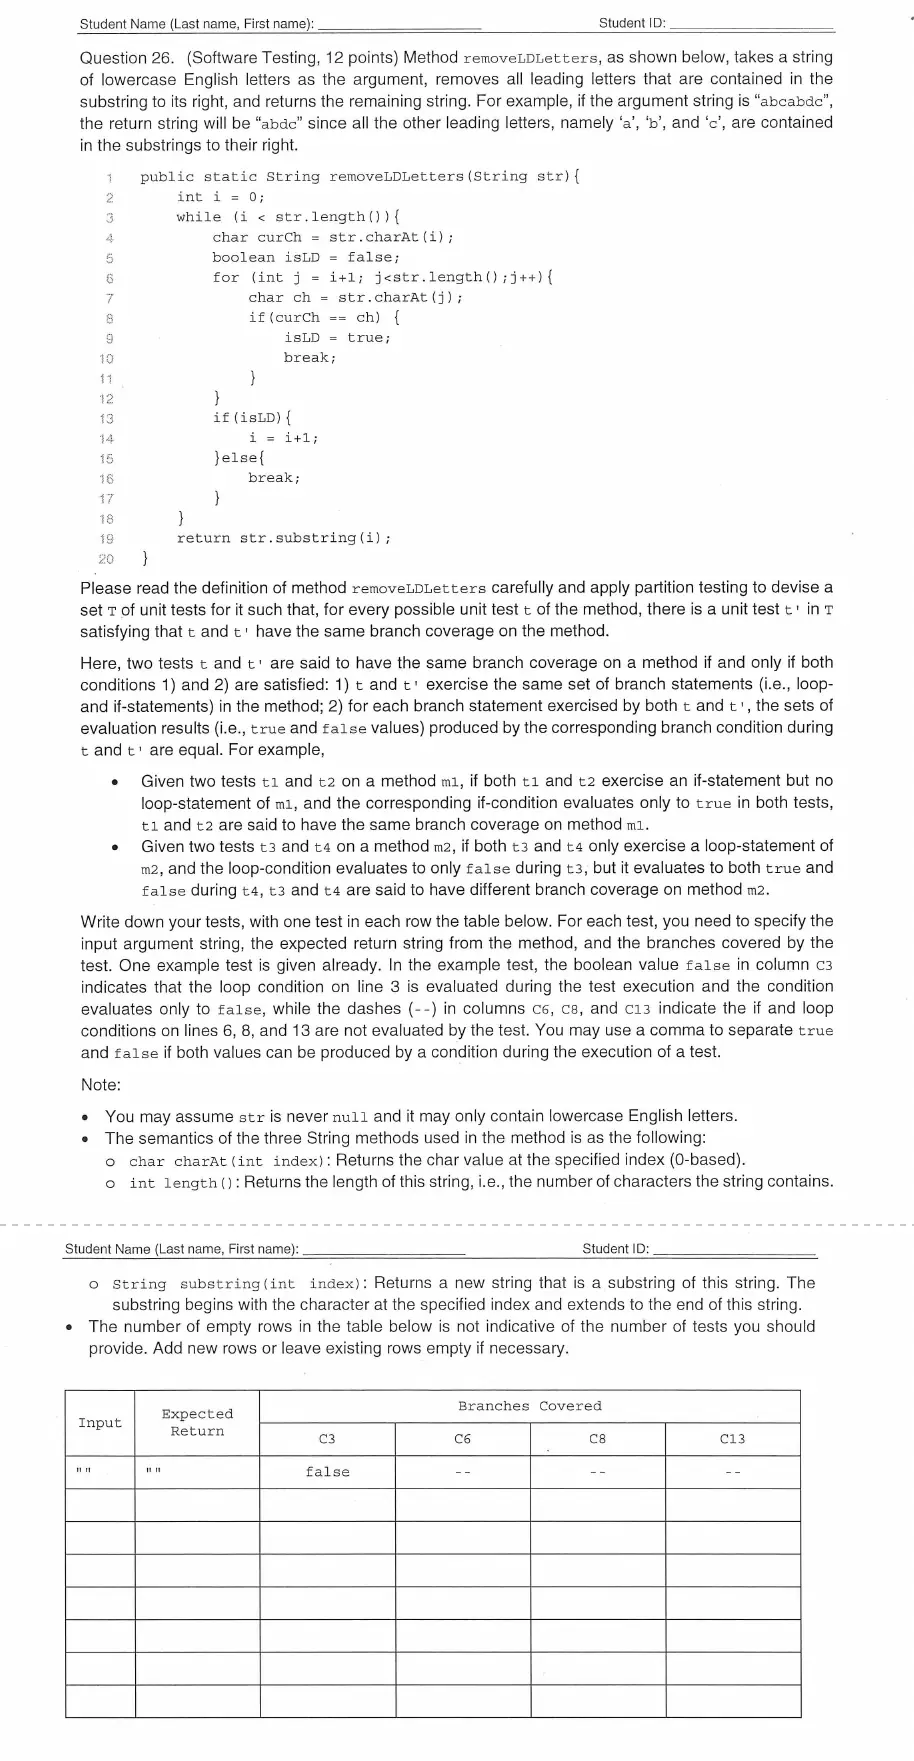 Student Name (Last name, First name): ____________________ Student ID: ____________________
Question 26. (Software Testing, 12 points) Method removeLDLetters, as shown below, takes a string
of lowercase English letters as the argument, removes all leading letters that are contained in the
substring to its right, and returns the remaining string. For example, if the argument string is “abcabdc”,
the return string will be “abdc” since all the other leading letters, namely ‘a’, ‘b’, and ‘c’, are contained
in the substrings to their right.
1 public static String removeLDLetters(String str){
2 int i = 0;
3 while (i < str.length()){
4 char curCh = str.charAt(i);
5 boolean isLD = false;
6 for (int j = i+1; j<str.length();j++){
7 char ch = str.charAt(j);
8 if(curCh == ch) {
9 isLD = true;
10 break;
11 }
12 }
13 if(isLD){
14 i = i+1;
15 }else{
16 break;
17 }
18 }
19 return str.substring(i);
20 }
Please read the definition of method removeLDLetters carefully and apply partition testing to devise a
set T of unit tests for it such that, for every possible unit test t of the method, there is a unit test t' in T
satisfying that t and t' have the same branch coverage on the method.
Here, two tests t and t' are said to have the same branch coverage on a method if and only if both
conditions 1) and 2) are satisfied: 1) t and t' exercise the same set of branch statements (i.e., loop-
and if-statements) in the method; 2) for each branch statement exercised by both t and t', the sets of
evaluation results (i.e., true and false values) produced by the corresponding branch condition during
t and t' are equal. For example,
• Given two tests t1 and t2 on a method m1, if both t1 and t2 exercise an if-statement but no
loop-statement of m1, and the corresponding if-condition evaluates only to true in both tests,
t1 and t2 are said to have the same branch coverage on method m1.
• Given two tests t3 and t4 on a method m2, if both t3 and t4 only exercise a loop-statement of
m2, and the loop-condition evaluates to only false during t3, but it evaluates to both true and
false during t4, t3 and t4 are said to have different branch coverage on method m2.
Write down your tests, with one test in each row the table below. For each test, you need to specify the
input argument string, the expected return string from the method, and the branches covered by the
test. One example test is given already. In the example test, the boolean value false in column C3
indicates that the loop condition on line 3 is evaluated during the test execution and the condition
evaluates only to false, while the dashes (--) in columns C6, C8, and C13 indicate the if and loop
conditions on lines 6, 8, and 13 are not evaluated by the test. You may use a comma to separate true
and false if both values can be produced by a condition during the execution of a test.
Note:
• You may assume str is never null and it may only contain lowercase English letters.
• The semantics of the three String methods used in the method is as the following:
o char charAt(int index): Returns the char value at the specified index (0-based).
o int length(): Returns the length of this string, i.e., the number of characters the string contains.
Student Name (Last name, First name): ____________________ Student ID: ____________________
o String substring(int index): Returns a new string that is a substring of this string. The
substring begins with the character at the specified index and extends to the end of this string.
• The number of empty rows in the table below is not indicative of the number of tests you should
provide. Add new rows or leave existing rows empty if necessary.
Input Expected Return Branches Covered
C3 C6 C8 C13
"" "" false -- -- --